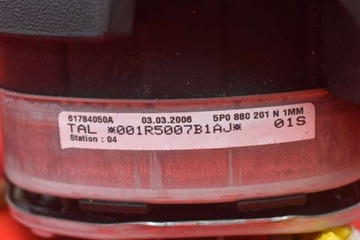 61784050A 03.03.2006 5P0 880 201 N 1MM
TAL *001R5007B1AJ* 01S
Station : 04